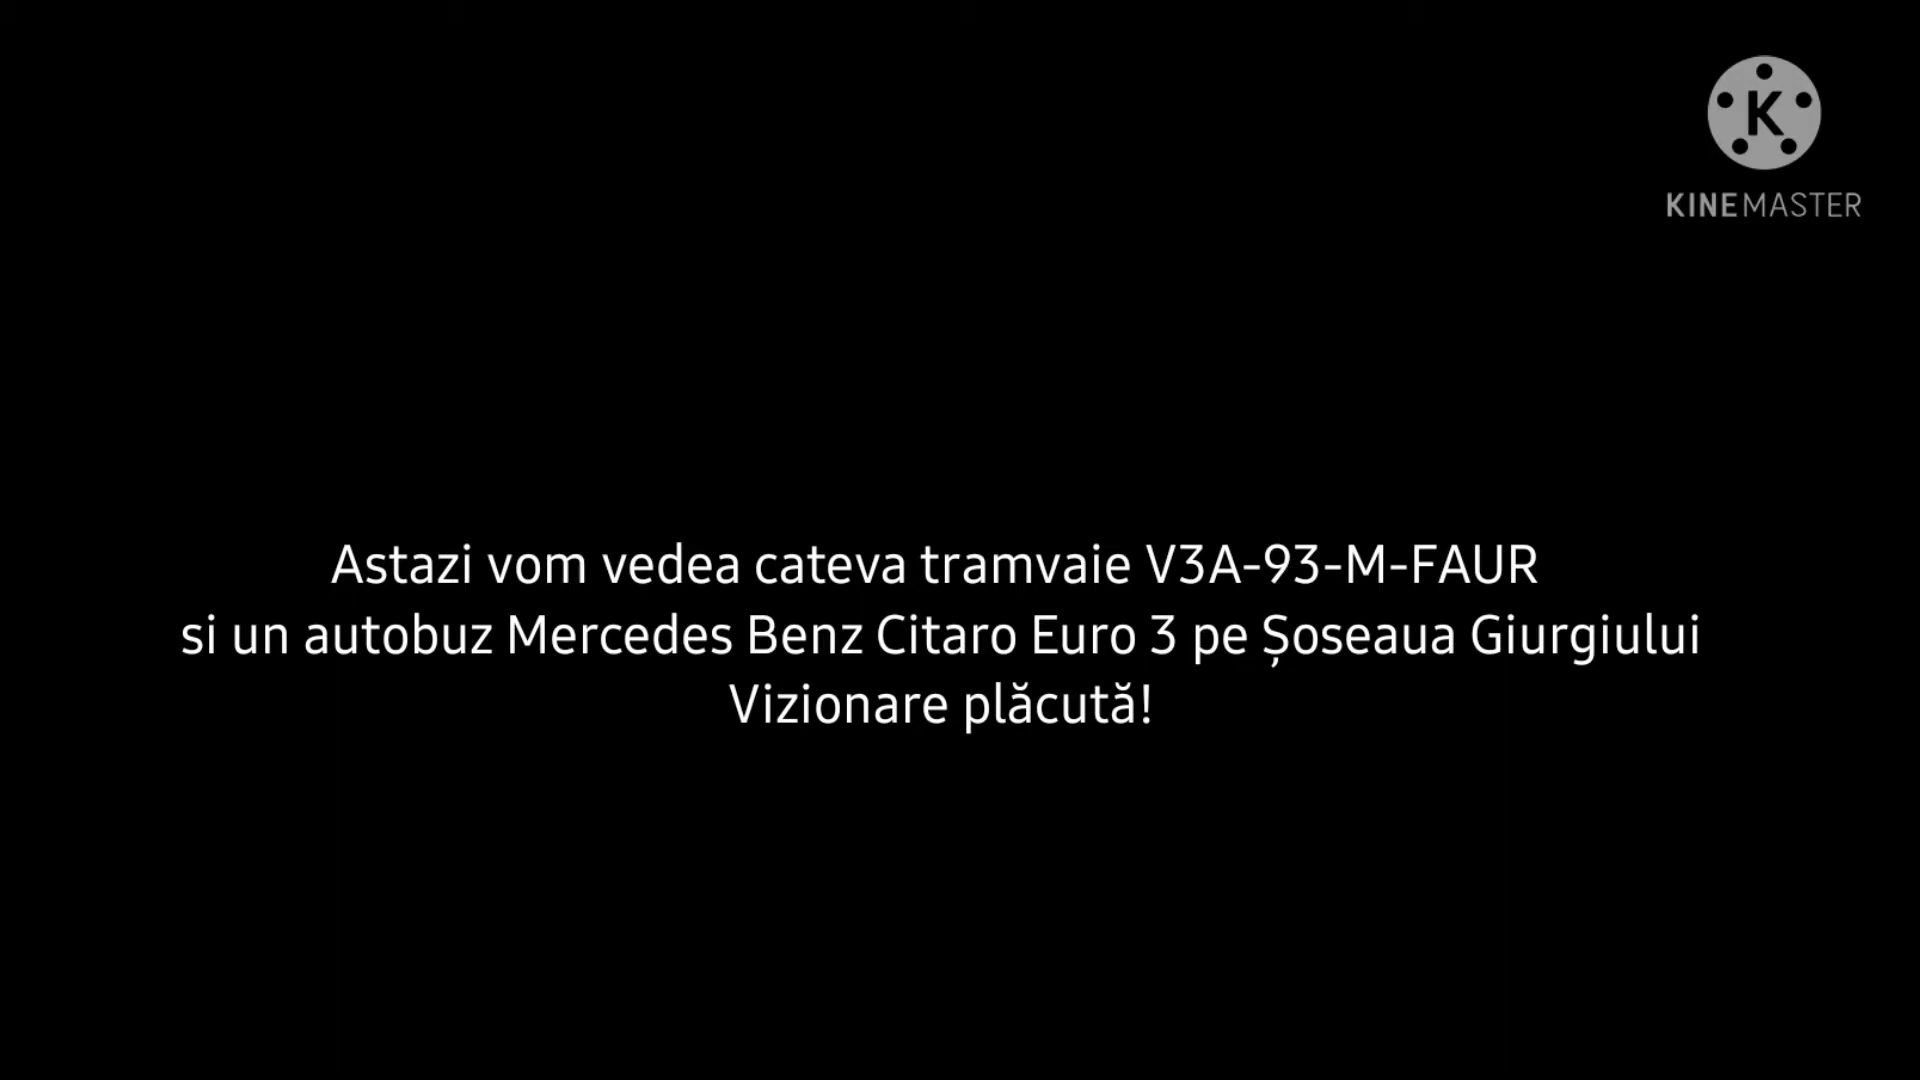 K
KINEMASTER
Astazi vom vedea cateva tramvaie V3A-93-M-FAUR
si un autobuz Mercedes Benz Citaro Euro 3 pe Șoseaua Giurgiului
Vizionare plăcută!